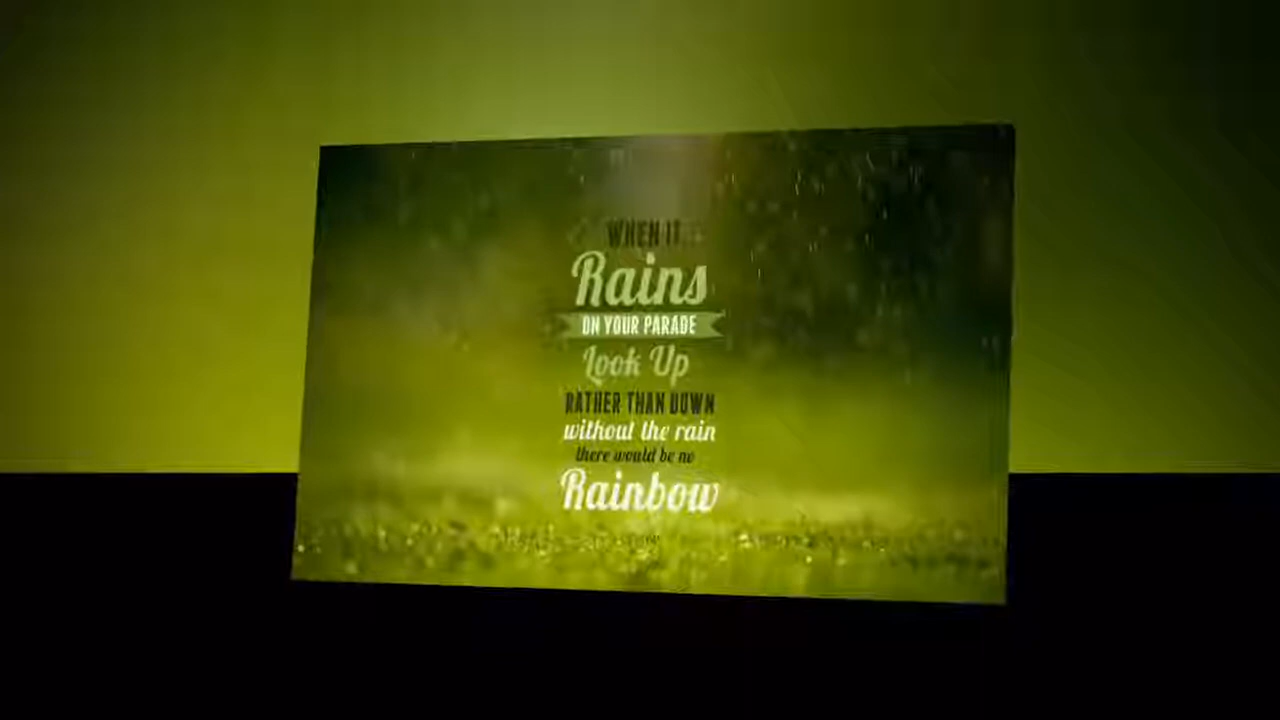 WHEN IT
Rains
ON YOUR PARADE
Look Up
RATHER THAN DOWN
without the rain
there would be no
Rainbow